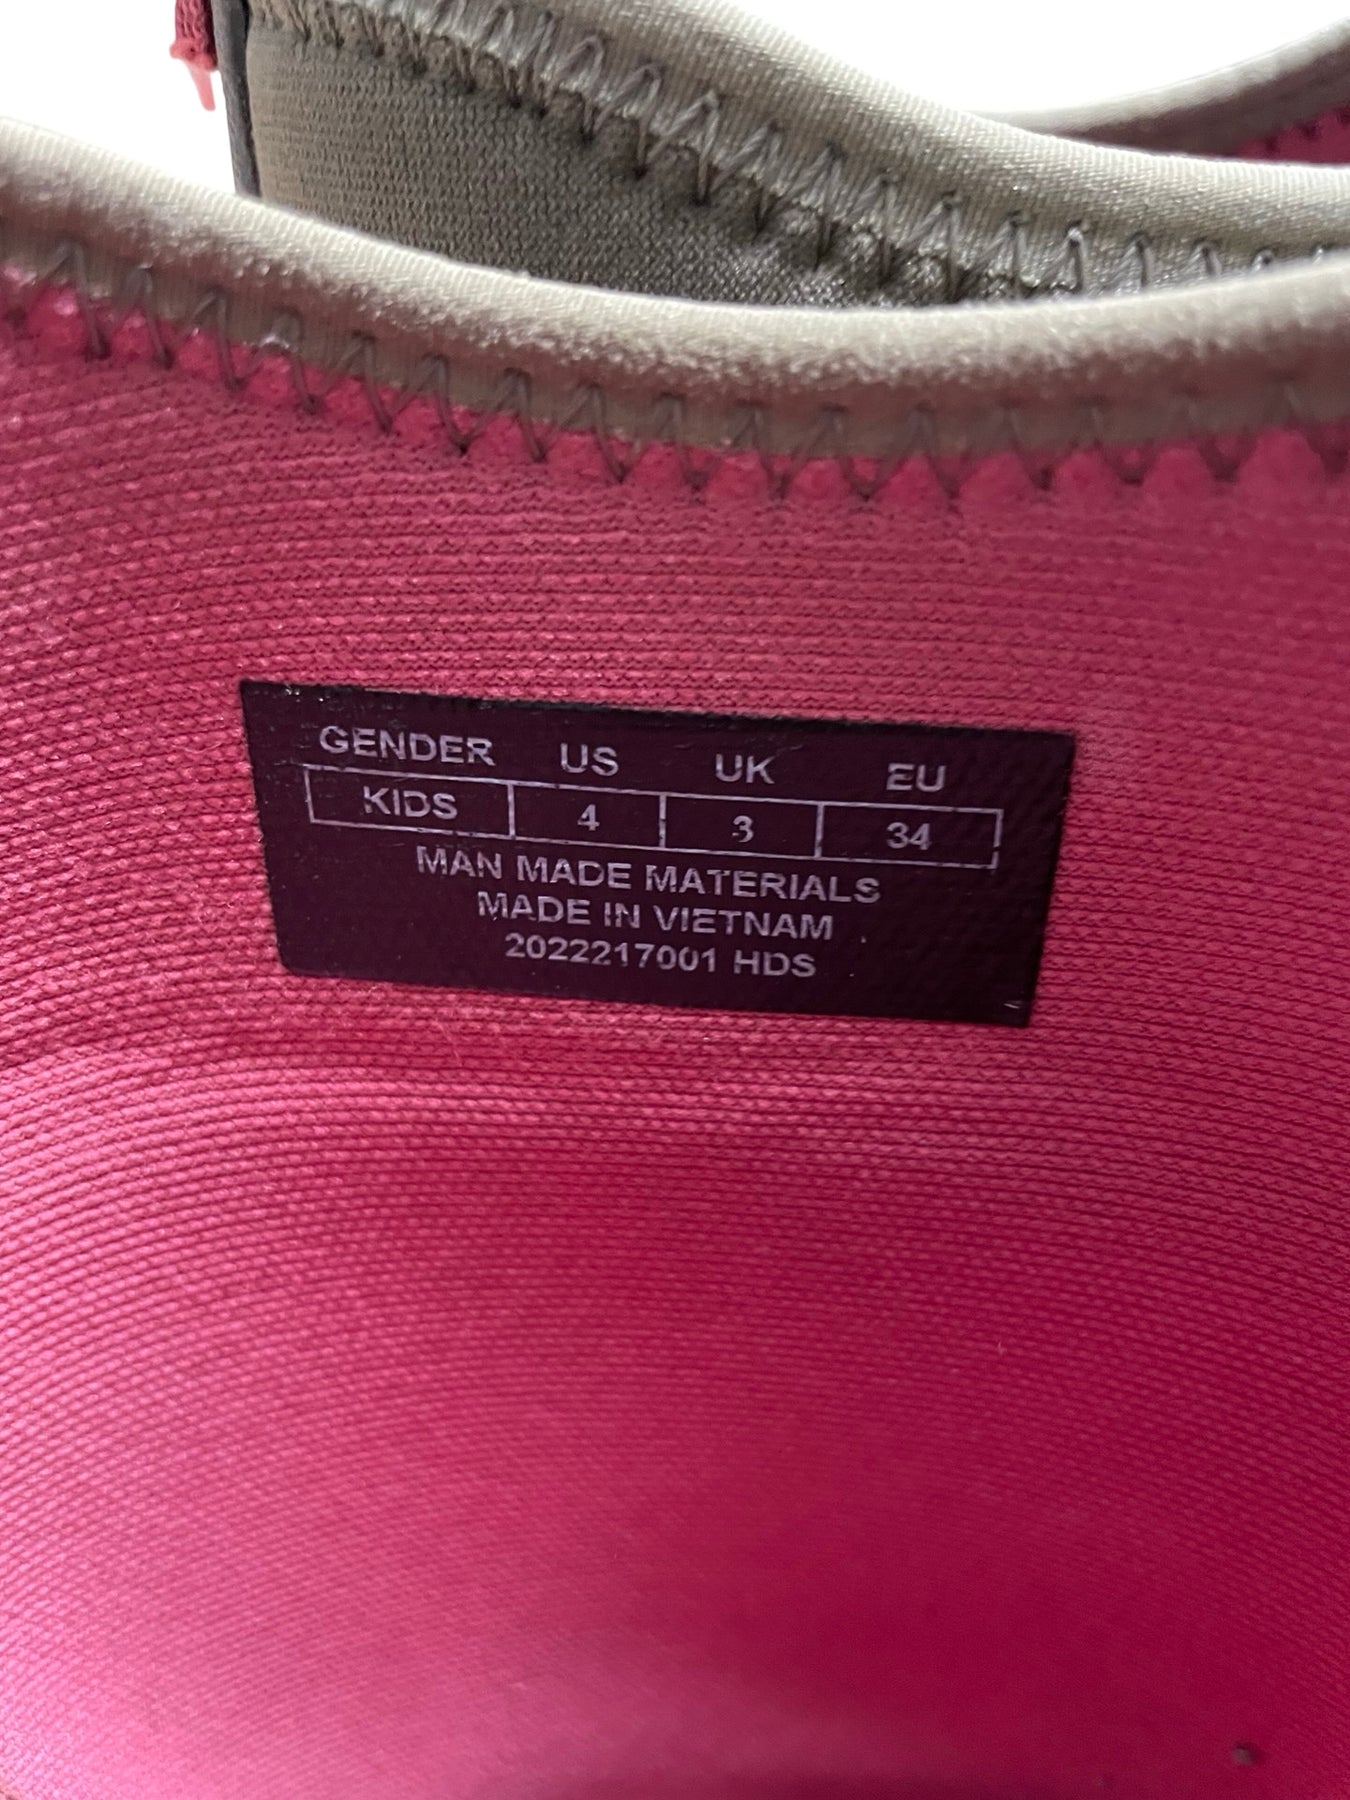 GENDER US UK EU
KIDS 4 3 34
MAN MADE MATERIALS
MADE IN VIETNAM
2022217001 HDS